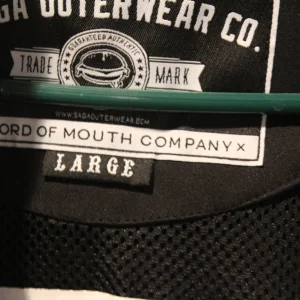 GA OUTERWEAR CO.
GUARANTEED AUTHENTIC
TRADE MARK
WWW.SAGAOUTERWEAR.COM
ORD OF MOUTH COMPANY X
LARGE